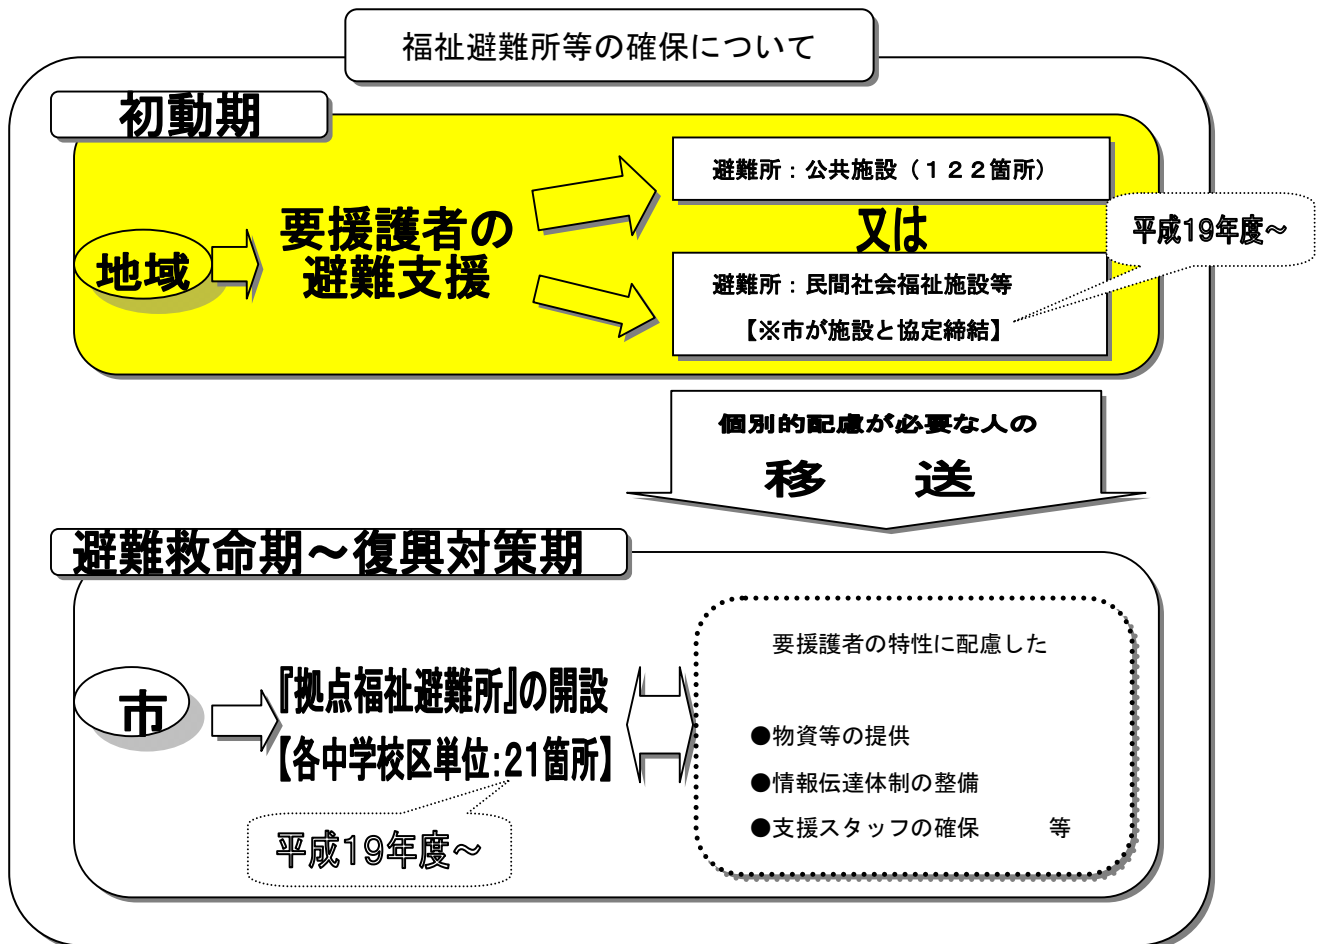 福祉避難所等の確保について
初動期
地域
要援護者の
避難支援
避難所：公共施設（１２２箇所）
又は
平成19年度～
避難所：民間社会福祉施設等
【※市が施設と協定締結】
個別的配慮が必要な人の
移　　送
避難救命期～復興対策期
市
『拠点福祉避難所』の開設
【各中学校区単位:21箇所】
平成19年度～
要援護者の特性に配慮した
●物資等の提供
●情報伝達体制の整備
●支援スタッフの確保　　　等